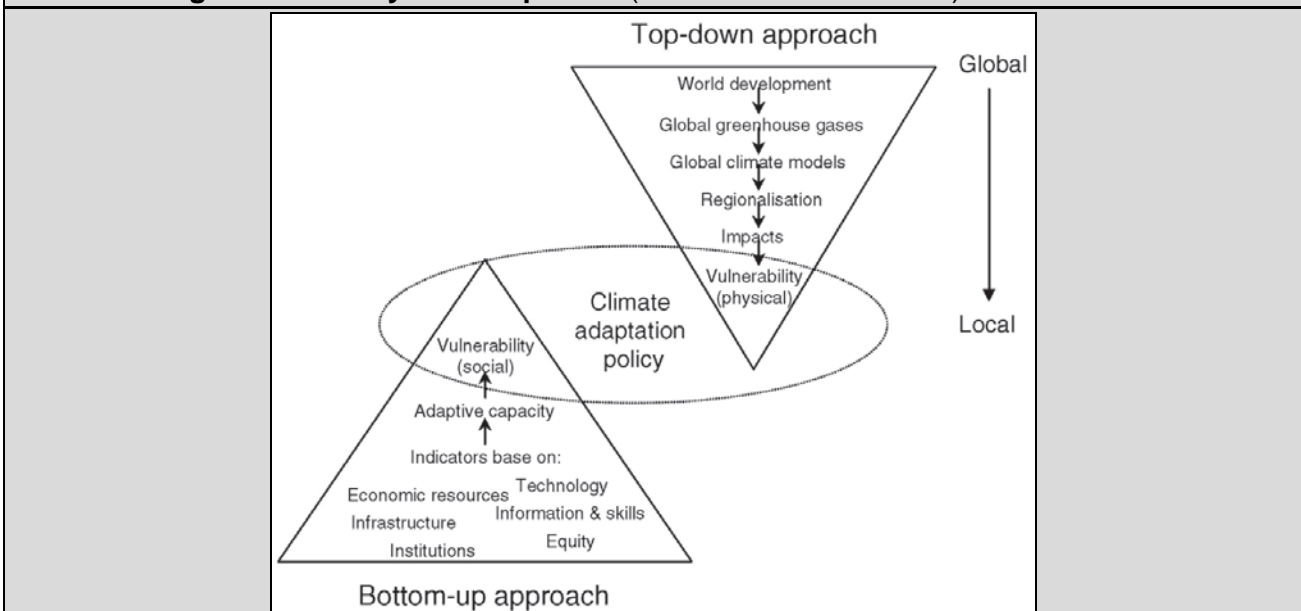 Top-down approach
Global
World development
Global greenhouse gases
Global climate models
Regionalisation
Impacts
Vulnerability
(physical)
Local
Climate
adaptation
policy
Vulnerability
(social)
Adaptive capacity
Indicators base on:
Economic resources
Technology
Infrastructure
Information & skills
Institutions
Equity
Bottom-up approach